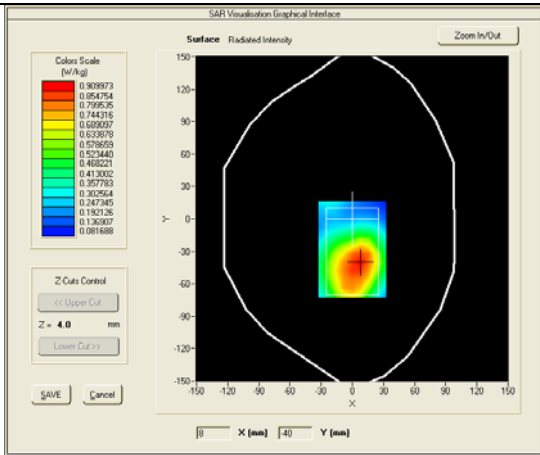 SAR Visualisation Graphical Interface
Surface Radiated Intensity
Zoom In/Out
Colors Scale
(W/kg)
0.909973
0.854754
0.799535
0.744316
0.689097
0.633878
0.578659
0.523440
0.468221
0.413002
0.357783
0.302564
0.247345
0.192126
0.136907
0.081688
150
120
90
60
30
0
-30
-60
-90
-120
-150
Y
-150 -120 -90 -60 -30 0 30 60 90 120 150
X
Z-Cuts Control
<< Upper Cut
Z = 4.0 mm
Lower Cut >>
SAVE Cancel
8 X (mm) -40 Y (mm)